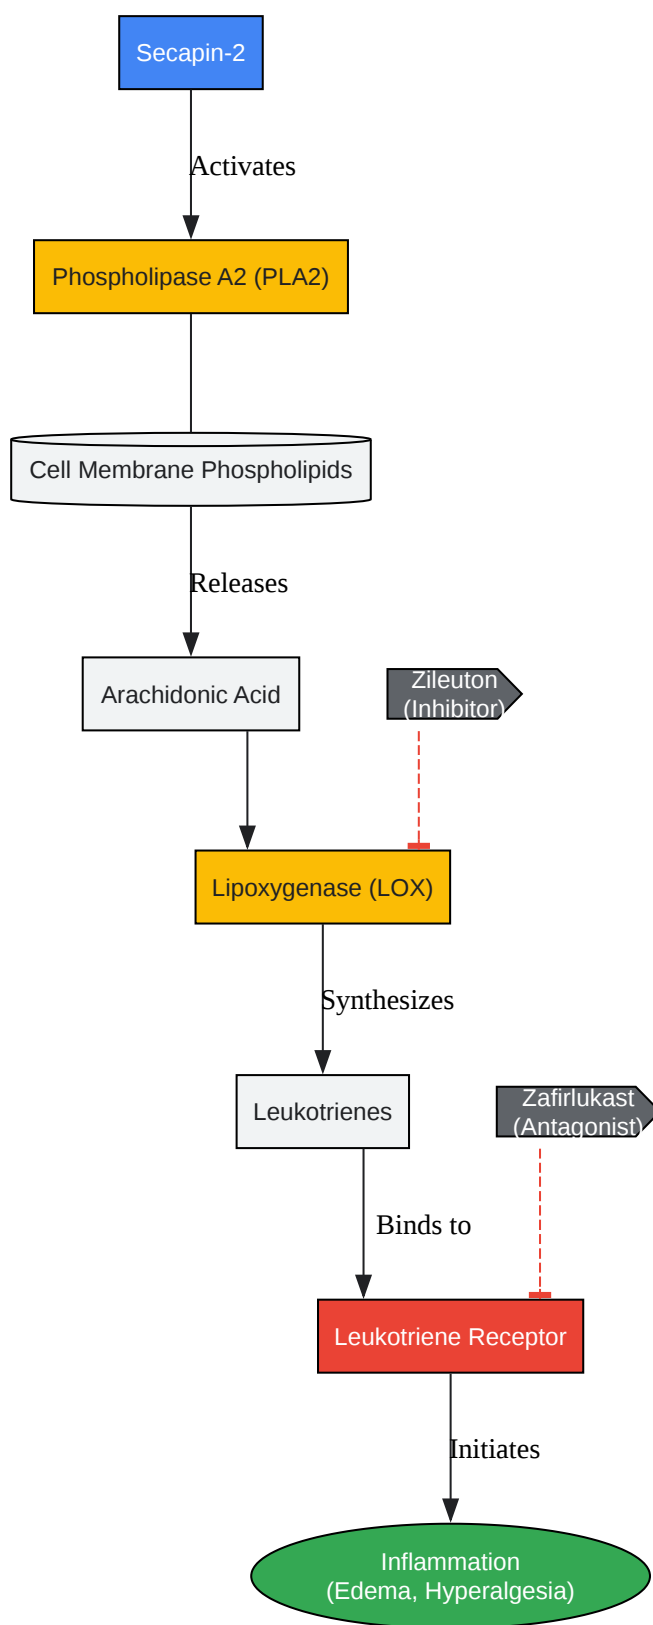 Secapin-2
Activates
Phospholipase A2 (PLA2)
Cell Membrane Phospholipids
Releases
Arachidonic Acid
Zileuton
(Inhibitor)
Lipoxygenase (LOX)
Synthesizes
Leukotrienes
Zafirlukast
(Antagonist)
Binds to
Leukotriene Receptor
Initiates
Inflammation
(Edema, Hyperalgesia)